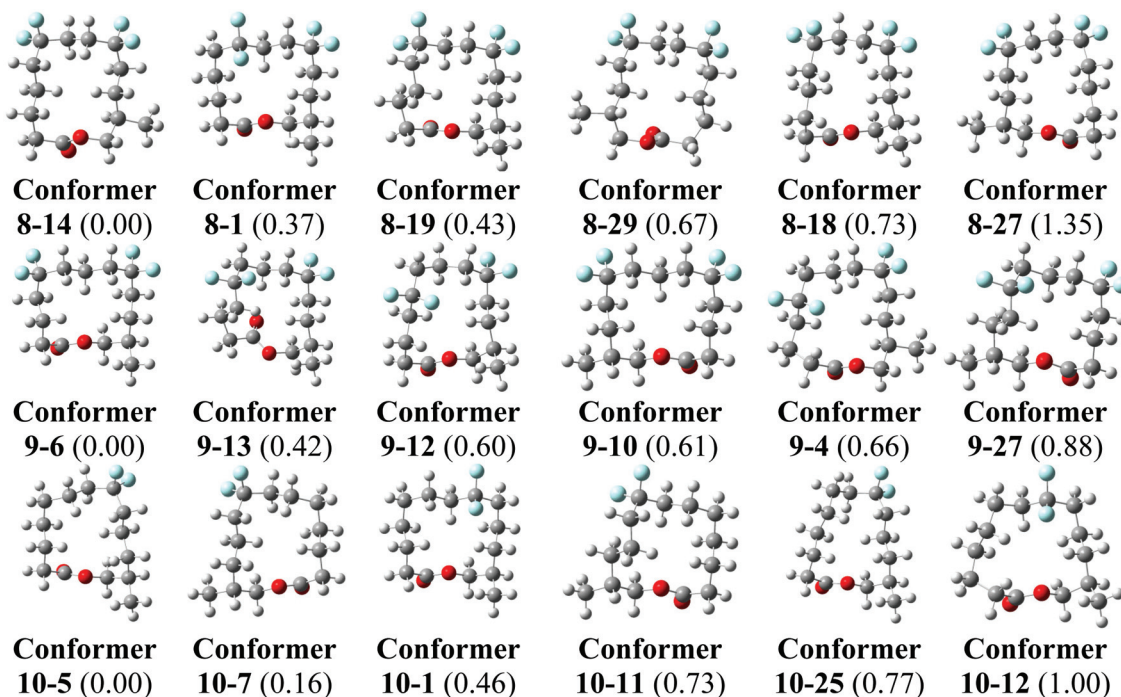 Conformer Conformer Conformer Conformer Conformer Conformer
8-14 (0.00) 8-1 (0.37) 8-19 (0.43) 8-29 (0.67) 8-18 (0.73) 8-27 (1.35)
Conformer Conformer Conformer Conformer Conformer Conformer
9-6 (0.00) 9-13 (0.42) 9-12 (0.60) 9-10 (0.61) 9-4 (0.66) 9-27 (0.88)
Conformer Conformer Conformer Conformer Conformer Conformer
10-5 (0.00) 10-7 (0.16) 10-1 (0.46) 10-11 (0.73) 10-25 (0.77) 10-12 (1.00)